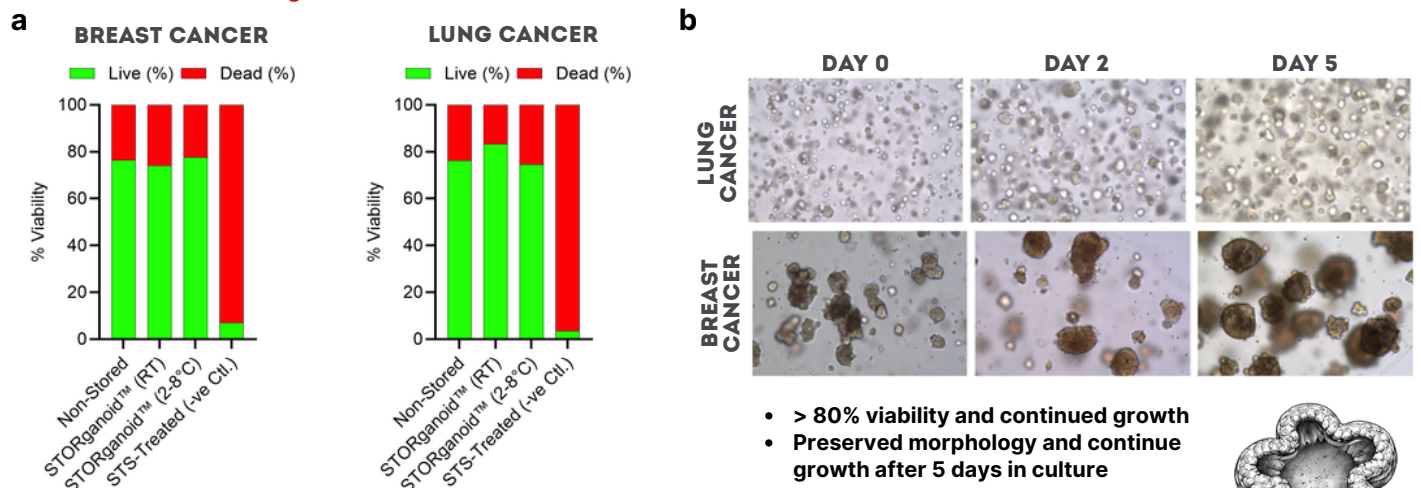 a
BREAST CANCER
Live (%) Dead (%)
100
80
60
40
20
0
% Viability
Non-Stored
STORganoid™ (RT)
STORganoid™ (2-8°C)
STS-Treated (-ve Ctl.)
LUNG CANCER
Live (%) Dead (%)
100
80
60
40
20
0
% Viability
Non-Stored
STORganoid™ (RT)
STORganoid™ (2-8°C)
STS-Treated (-ve Ctl.)
b
DAY 0 DAY 2 DAY 5
LUNG
CANCER
BREAST
CANCER
• > 80% viability and continued growth
• Preserved morphology and continue
growth after 5 days in culture